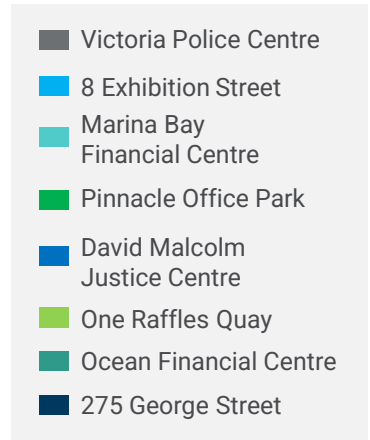 Victoria Police Centre
8 Exhibition Street
Marina Bay
Financial Centre
Pinnacle Office Park
David Malcolm
Justice Centre
One Raffles Quay
Ocean Financial Centre
275 George Street